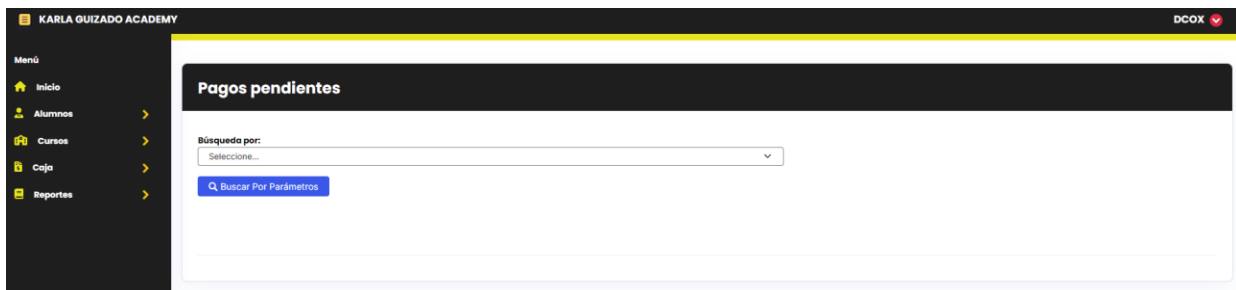 KARLA GUIZADO ACADEMY
DCOX
Menú
Inicio
Alumnos
Cursos
Caja
Reportes
Pagos pendientes
Búsqueda por:
Seleccione...
Buscar Por Parámetros